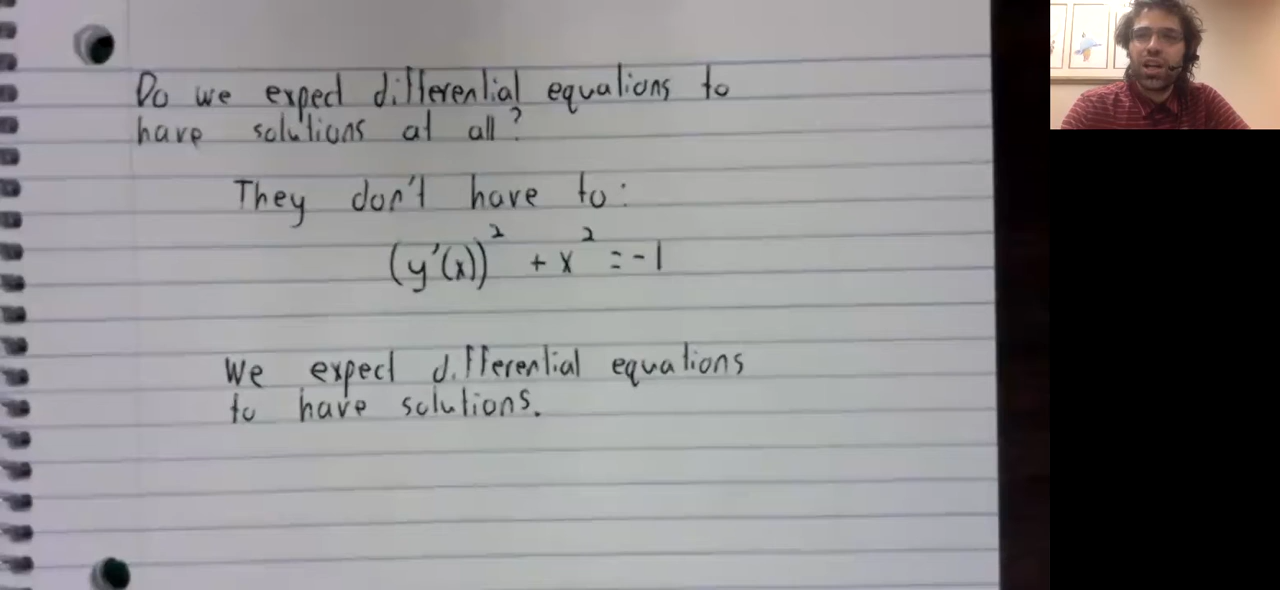 Do we expect differential equations to
have solutions at all?
They don't have to:
(y'(x))² + x² = -1
We expect differential equations
to have solutions.